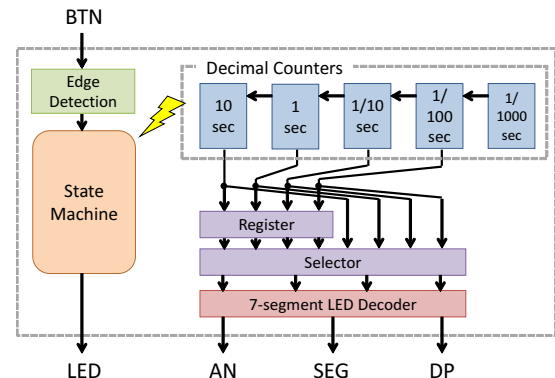 BTN
Edge
Detection
State
Machine
LED
Decimal Counters
10
sec
1
sec
1/10
sec
1/
100
sec
1/
1000
sec
Register
Selector
7-segment LED Decoder
AN
SEG
DP